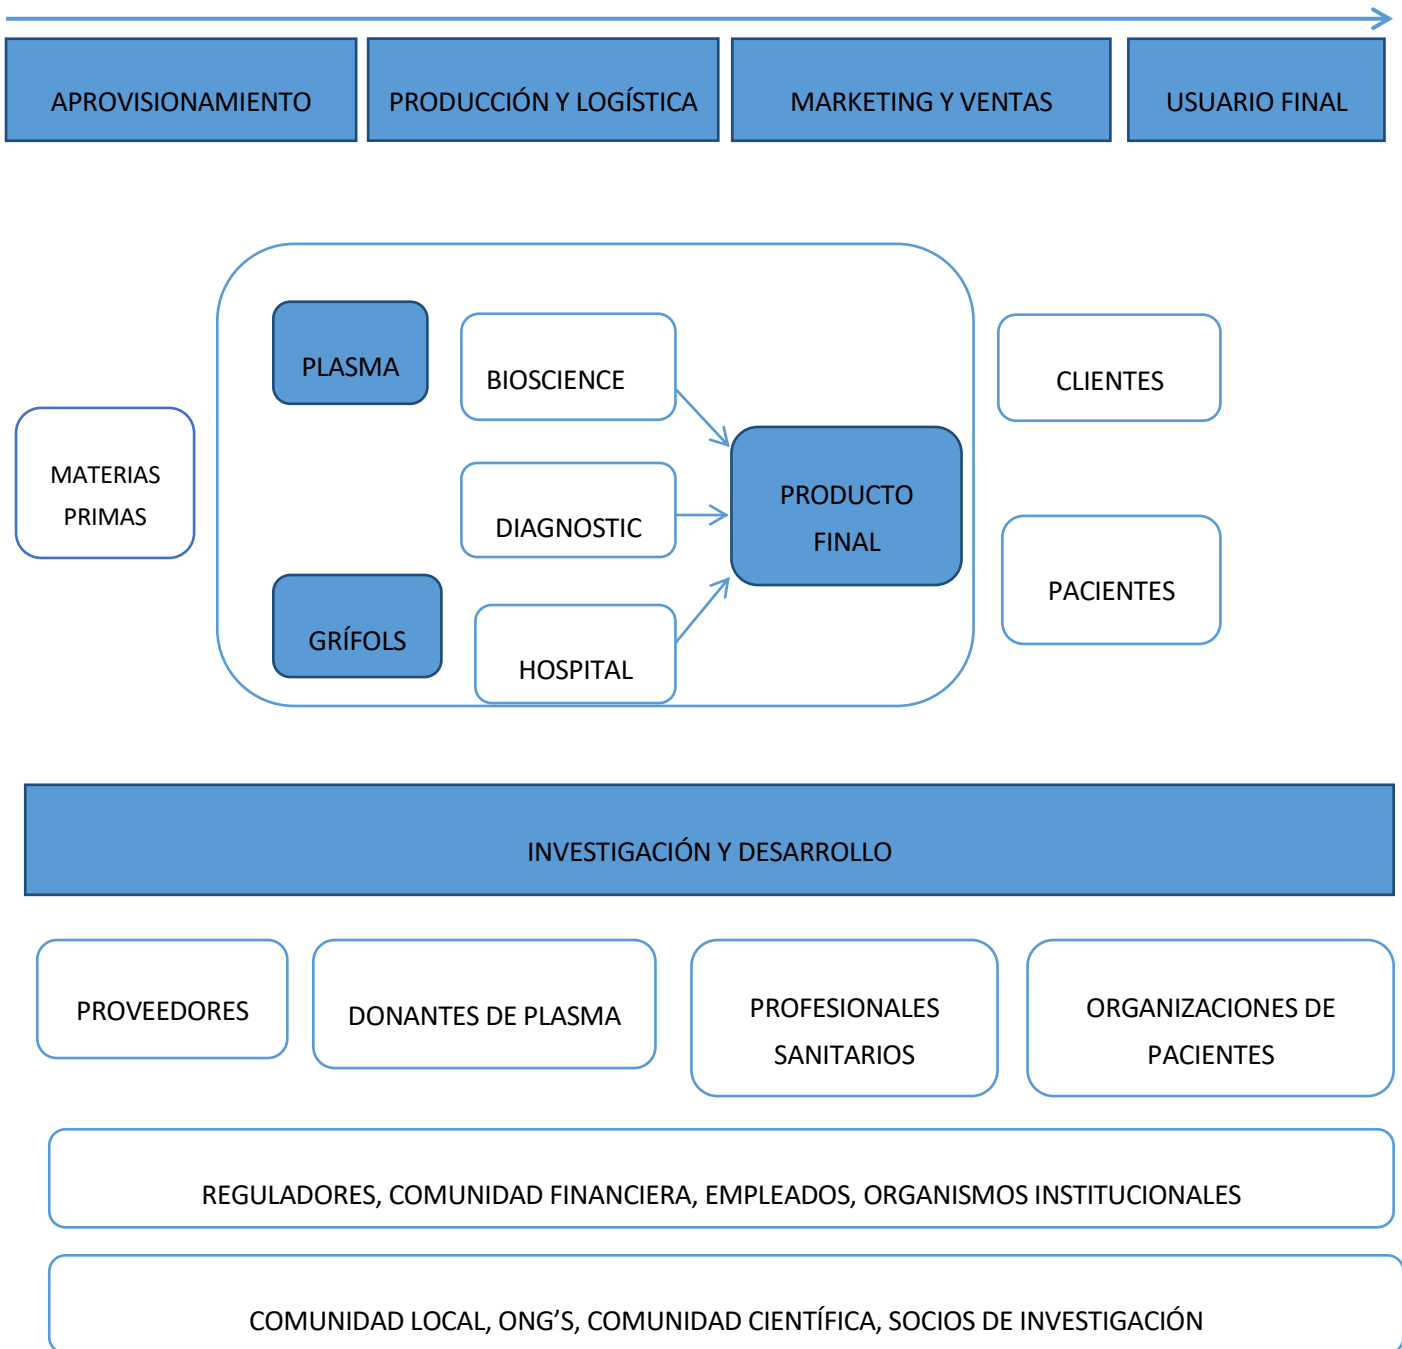 APROVISIONAMIENTO
PRODUCCIÓN Y LOGÍSTICA
MARKETING Y VENTAS
USUARIO FINAL
MATERIAS
PRIMAS
PLASMA
GRÍFOLS
BIOSCIENCE
DIAGNOSTIC
HOSPITAL
PRODUCTO
FINAL
CLIENTES
PACIENTES
INVESTIGACIÓN Y DESARROLLO
PROVEEDORES
DONANTES DE PLASMA
PROFESIONALES
SANITARIOS
ORGANIZACIONES DE
PACIENTES
REGULADORES, COMUNIDAD FINANCIERA, EMPLEADOS, ORGANISMOS INSTITUCIONALES
COMUNIDAD LOCAL, ONG’S, COMUNIDAD CIENTÍFICA, SOCIOS DE INVESTIGACIÓN